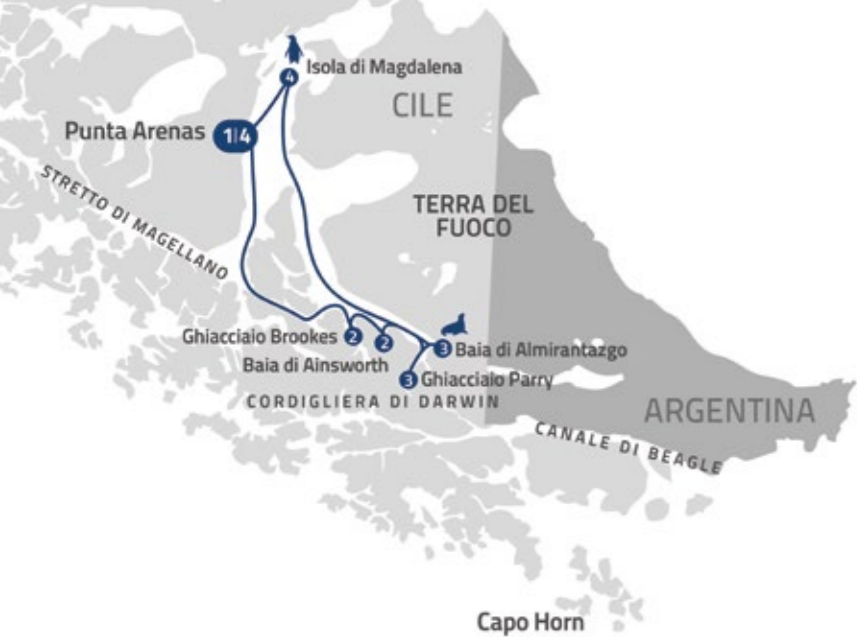 Isola di Magdalena
4
CILE
Punta Arenas
1|4
STRETTO DI MAGELLANO
TERRA DEL
FUOCO
Ghiacciaio Brookes
2
2
Baia di Ainsworth
3
Baia di Almirantazgo
3
Ghiacciaio Parry
CORDIGLIERA DI DARWIN
ARGENTINA
CANALE DI BEAGLE
Capo Horn